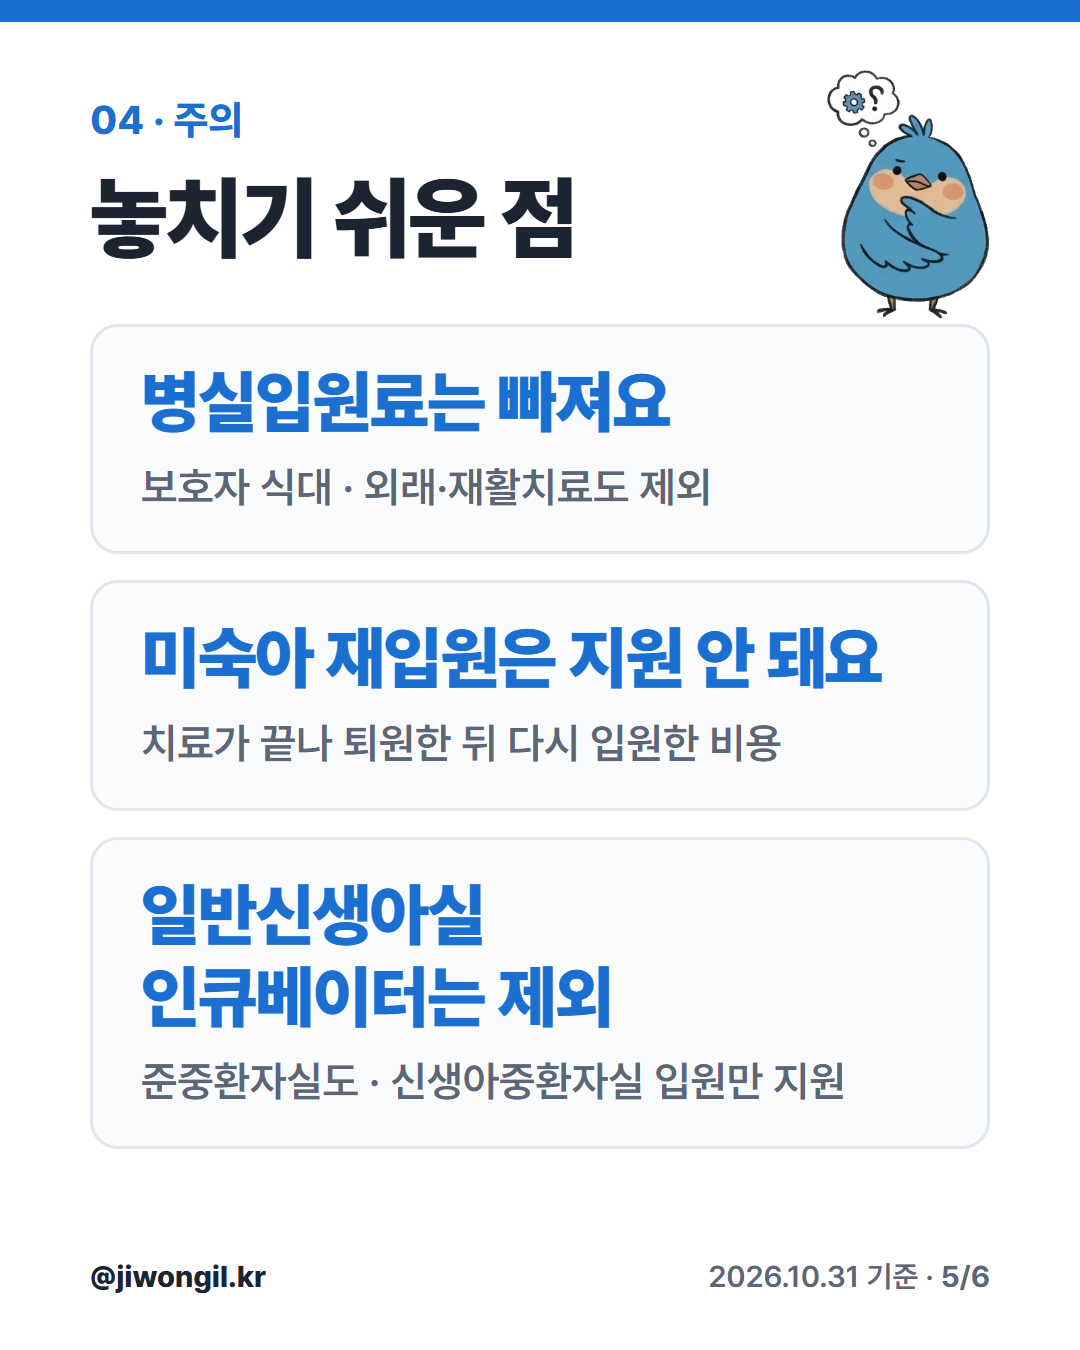 04 · 주의
놓치기 쉬운 점
병실입원료는 빠져요
보호자 식대 · 외래·재활치료도 제외
미숙아 재입원은 지원 안 돼요
치료가 끝나 퇴원한 뒤 다시 입원한 비용
일반신생아실
인큐베이터는 제외
준중환자실도 · 신생아중환자실 입원만 지원
@jiwongil.kr
2026.10.31 기준 · 5/6